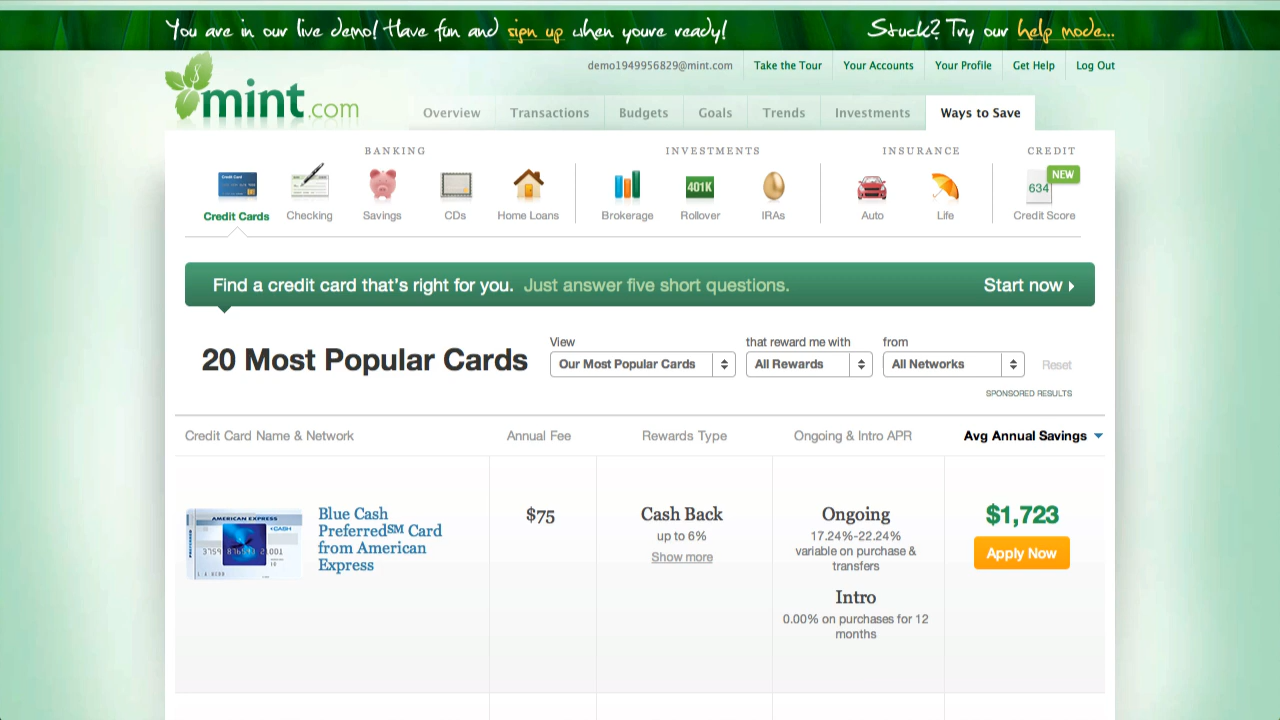 You are in our live demo! Have fun and sign up when youre ready!
Stuck? Try our help mode...
demo1949956829@mint.com
Take the Tour
Your Accounts
Your Profile
Get Help
Log Out
mint.com
Overview
Transactions
Budgets
Goals
Trends
Investments
Ways to Save
BANKING
INVESTMENTS
INSURANCE
CREDIT
401K
NEW
634
Credit Cards
Checking
Savings
CDs
Home Loans
Brokerage
Rollover
IRAs
Auto
Life
Credit Score
Find a credit card that's right for you. Just answer five short questions.
Start now
20 Most Popular Cards
View
Our Most Popular Cards
that reward me with
All Rewards
from
All Networks
Reset
SPONSORED RESULTS
Credit Card Name & Network
Annual Fee
Rewards Type
Ongoing & Intro APR
Avg Annual Savings
AMERICAN EXPRESS
CASH
Blue Cash
Preferred℠ Card
from American
Express
$75
Cash Back
up to 6%
Show more
Ongoing
17.24%-22.24%
variable on purchase &
transfers
Intro
0.00% on purchases for 12
months
$1,723
Apply Now